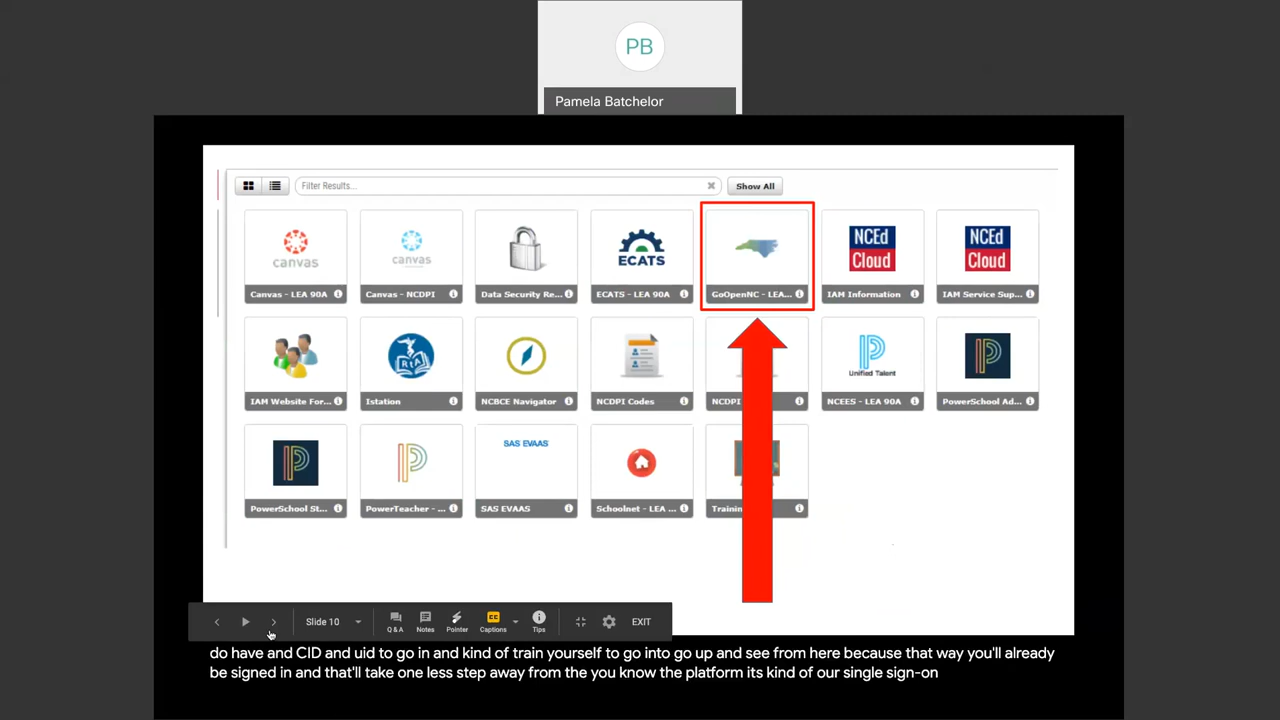 PB
Pamela Batchelor
Filter Results...
Show All
canvas
canvas
ECATS
NCEd Cloud
NCEd Cloud
Canvas - LEA 90A
Canvas - NCDPI
Data Security Re...
ECATS - LEA 90A
GoOpenNC - LEA...
IAM Information
IAM Service Sup...
RtA
Unified Talent
IAM Website For...
Istation
NCBCE Navigator
NCDPI Codes
NCDPI
NCEES - LEA 90A
PowerSchool Ad...
SAS EVAAS
PowerSchool St...
PowerTeacher - ...
SAS EVAAS
Schoolnet - LEA ...
Training
Slide 10
Q & A
Notes
Pointer
CC
Captions
Tips
EXIT
do have and CID and uid to go in and kind of train yourself to go into go up and see from here because that way you'll already
be signed in and that'll take one less step away from the you know the platform its kind of our single sign-on